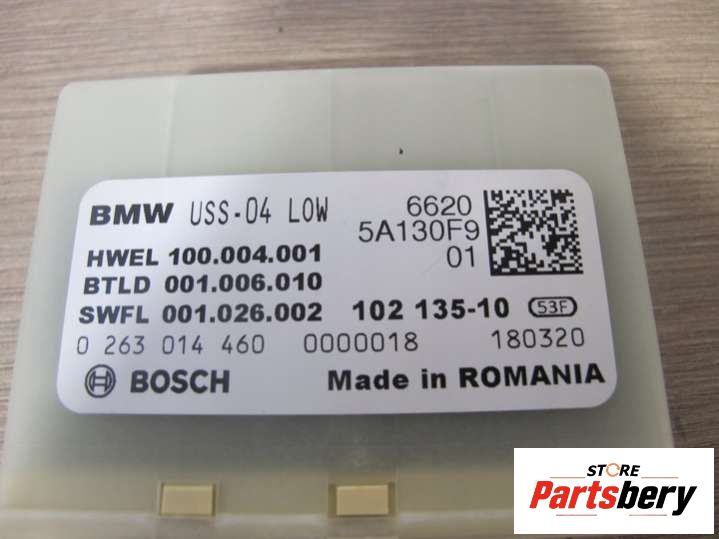 BMW USS-04 LOW 6620
5A130F9
HWEL 100.004.001 01
BTLD 001.006.010
SWFL 001.026.002 102 135-10 53F
0 263 014 460 0000018 180320
BOSCH Made in ROMANIA
STORE
Partsbery